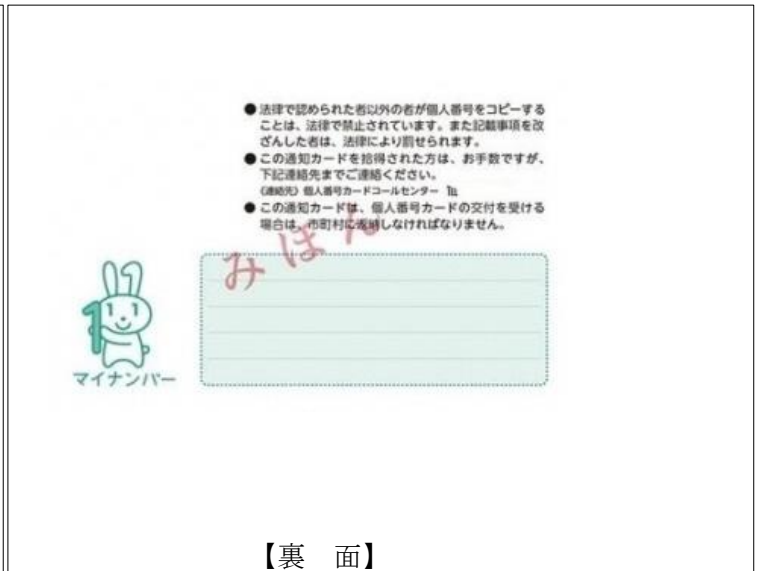 ● 法律で認められた者以外の者が個人番号をコピーする
ことは、法律で禁止されています。また記載事項を改
ざんした者は、法律により罰せられます。
● この通知カードを拾得された方は、お手数ですが、
下記連絡先までご連絡ください。
《連絡先》個人番号カードコールセンター ℡
● この通知カードは、個人番号カードの交付を受ける
場合は、市町村に返納しなければなりません。
みほん
マイナンバー
【裏 面】